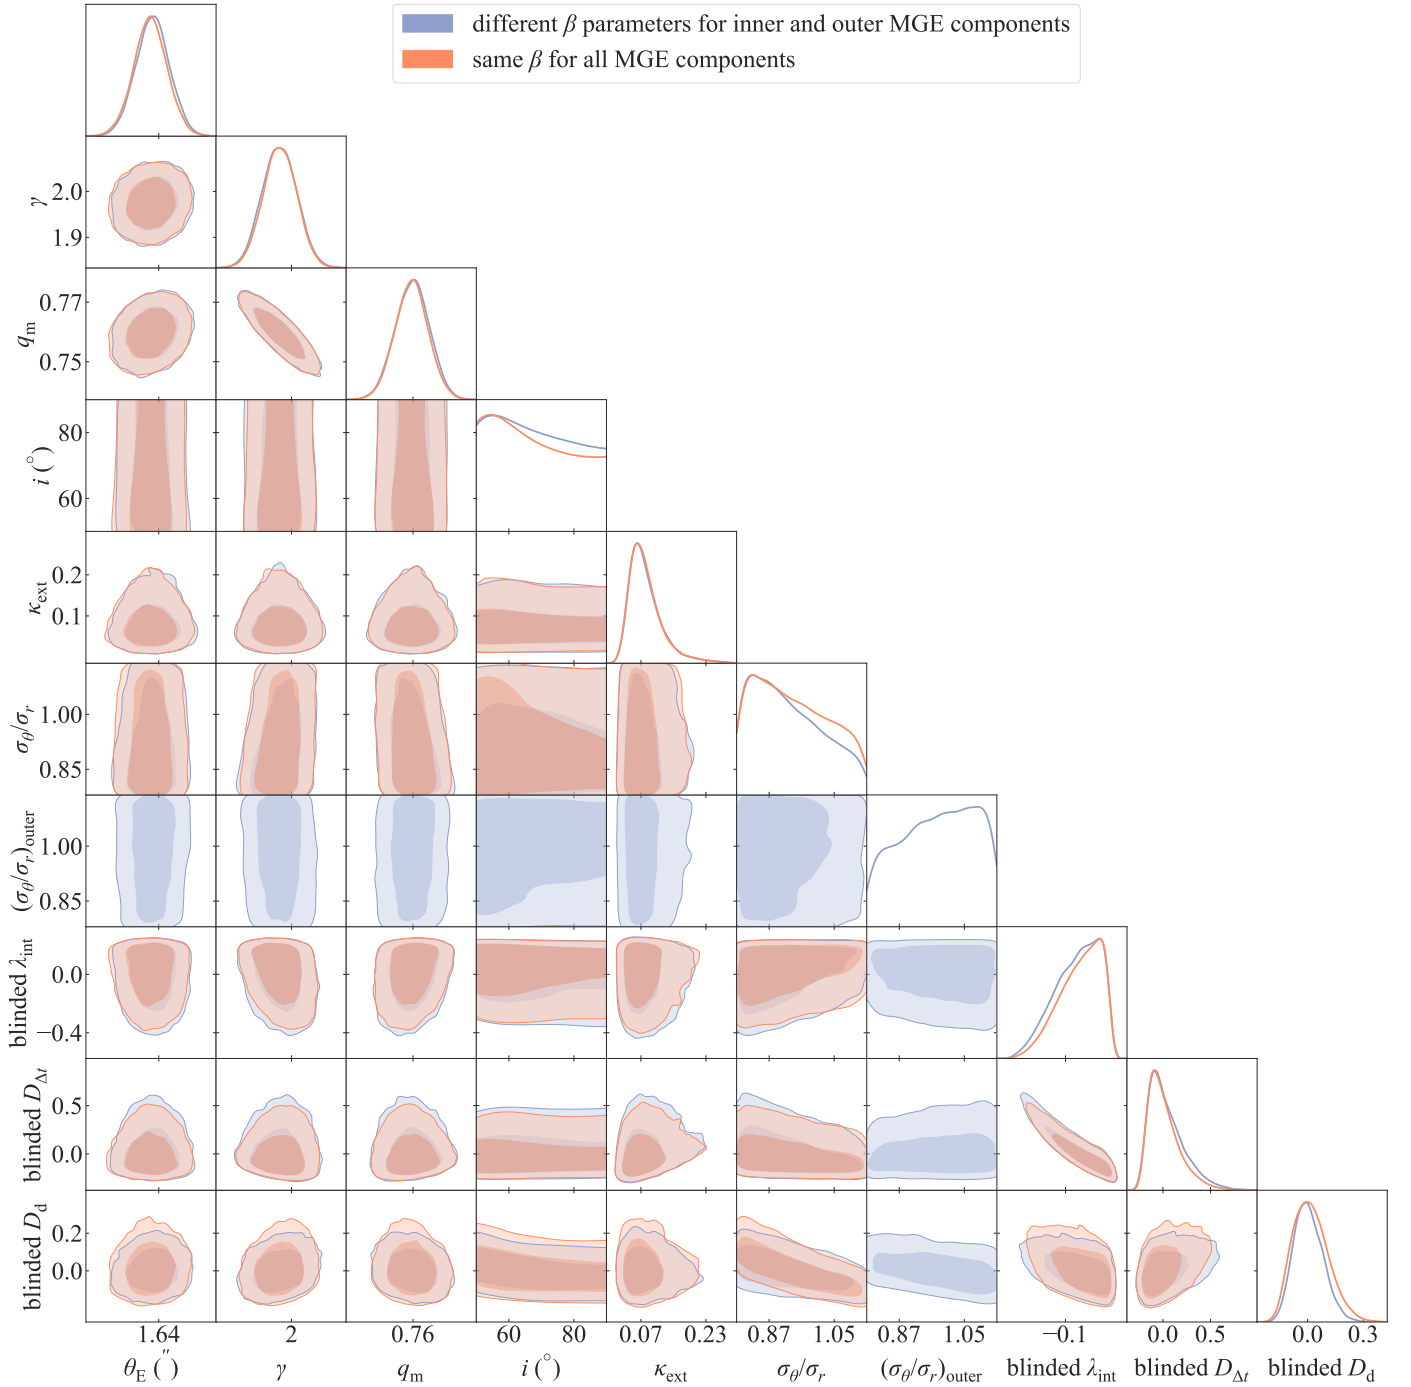 different β parameters for inner and outer MGE components
same β for all MGE components
γ
2.0
1.9
q_m
0.77
0.75
i (°)
80
60
κ_ext
0.2
0.1
σ_θ/σ_r
1.00
0.85
(σ_θ/σ_r)_outer
1.00
0.85
blinded λ_int
0.0
−0.4
blinded D_Δt
0.5
0.0
blinded D_d
0.2
0.0
1.64 2 0.76 60 80 0.07 0.23 0.87 1.05 0.87 1.05 −0.1 0.0 0.5 0.0 0.3
θ_E (″) γ q_m i (°) κ_ext σ_θ/σ_r (σ_θ/σ_r)_outer blinded λ_int blinded D_Δt blinded D_d